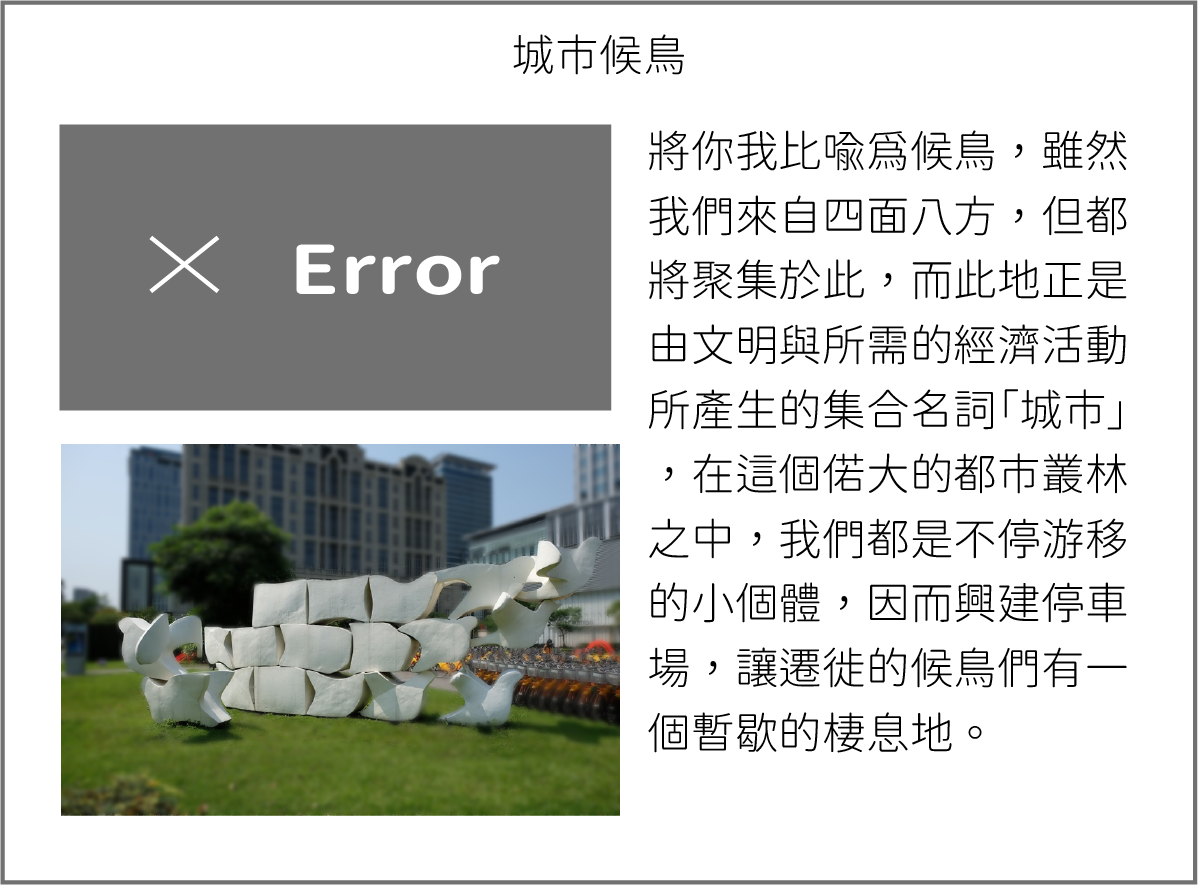 城市候鳥
Error
將你我比喻爲候鳥，雖然
我們來自四面八方，但都
將聚集於此，而此地正是
由文明與所需的經濟活動
所產生的集合名詞「城市」
，在這個偌大的都市叢林
之中，我們都是不停游移
的小個體，因而興建停車
場，讓遷徙的候鳥們有一
個暫歇的棲息地。